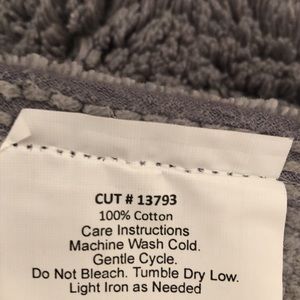 CUT # 13793
100% Cotton
Care Instructions
Machine Wash Cold.
Gentle Cycle.
Do Not Bleach. Tumble Dry Low.
Light Iron as Needed